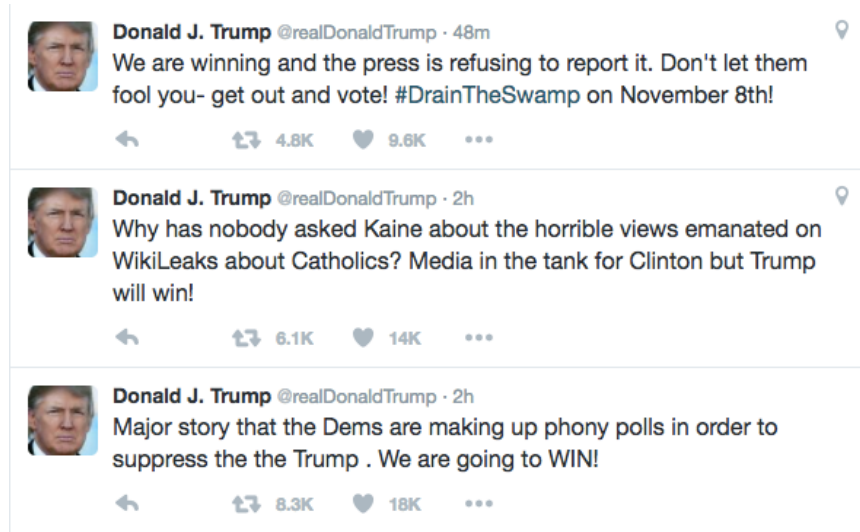 Donald J. Trump @realDonaldTrump · 48m
We are winning and the press is refusing to report it. Don't let them
fool you- get out and vote! #DrainTheSwamp on November 8th!
4.8K 9.6K
Donald J. Trump @realDonaldTrump · 2h
Why has nobody asked Kaine about the horrible views emanated on
WikiLeaks about Catholics? Media in the tank for Clinton but Trump
will win!
6.1K 14K
Donald J. Trump @realDonaldTrump · 2h
Major story that the Dems are making up phony polls in order to
suppress the the Trump . We are going to WIN!
8.3K 18K